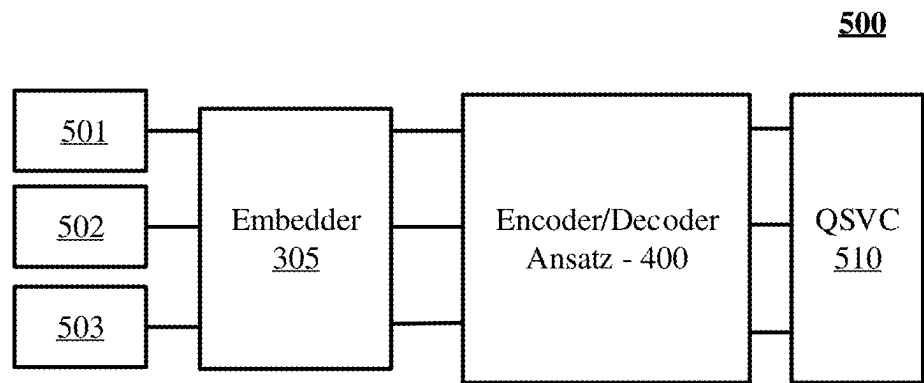 500
501
502
503
Embedder
305
Encoder/Decoder
Ansatz - 400
QSVC
510